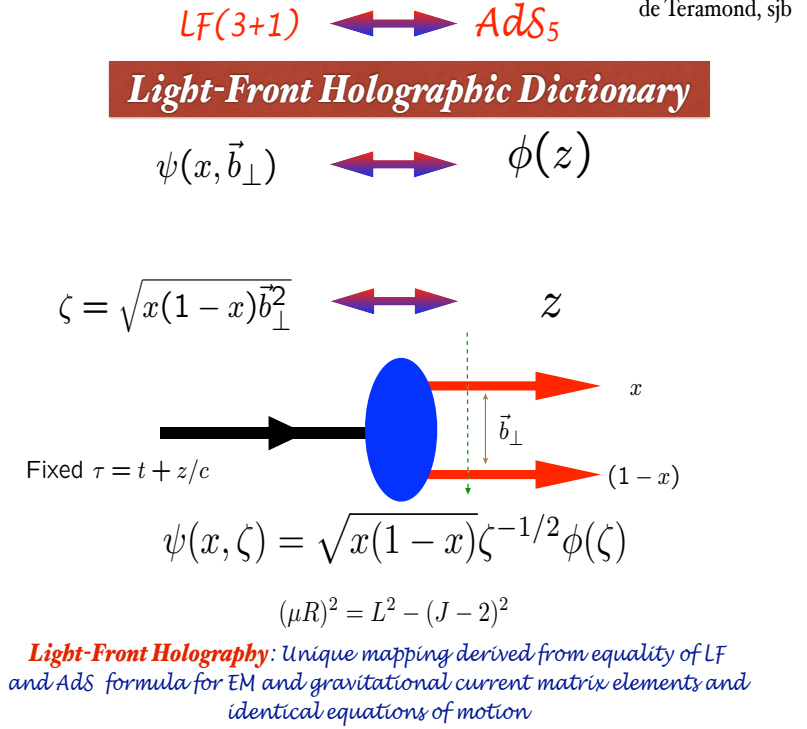 de Teramond, sjb
LF(3+1) AdS₅
Light-Front Holographic Dictionary
ψ(x, b⃗⊥) ϕ(z)
ζ = √(x(1 − x)b⃗²⊥) z
x
b⃗⊥
Fixed τ = t + z/c
(1 − x)
ψ(x, ζ) = √(x(1 − x))ζ⁻¹/²ϕ(ζ)
(μR)² = L² − (J − 2)²
Light-Front Holography: Unique mapping derived from equality of LF
and AdS formula for EM and gravitational current matrix elements and
identical equations of motion